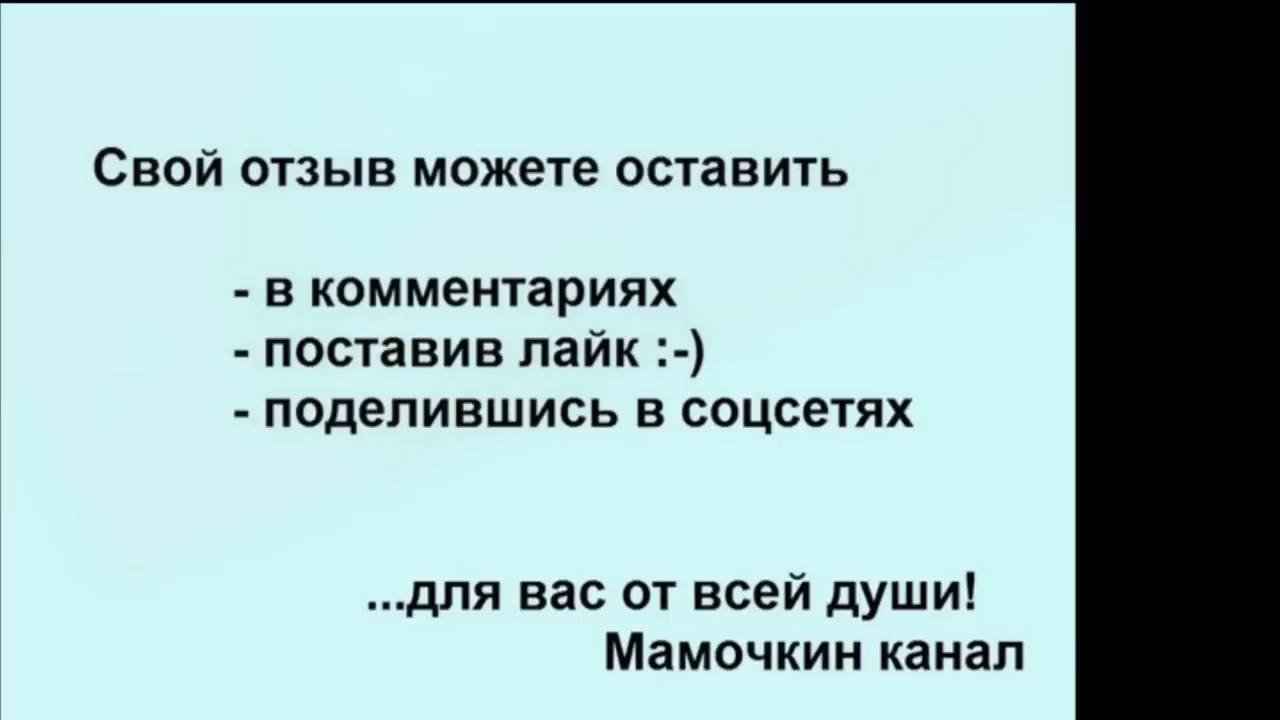 Свой отзыв можете оставить
- в комментариях
- поставив лайк :-)
- поделившись в соцсетях
...для вас от всей души!
Мамочкин канал